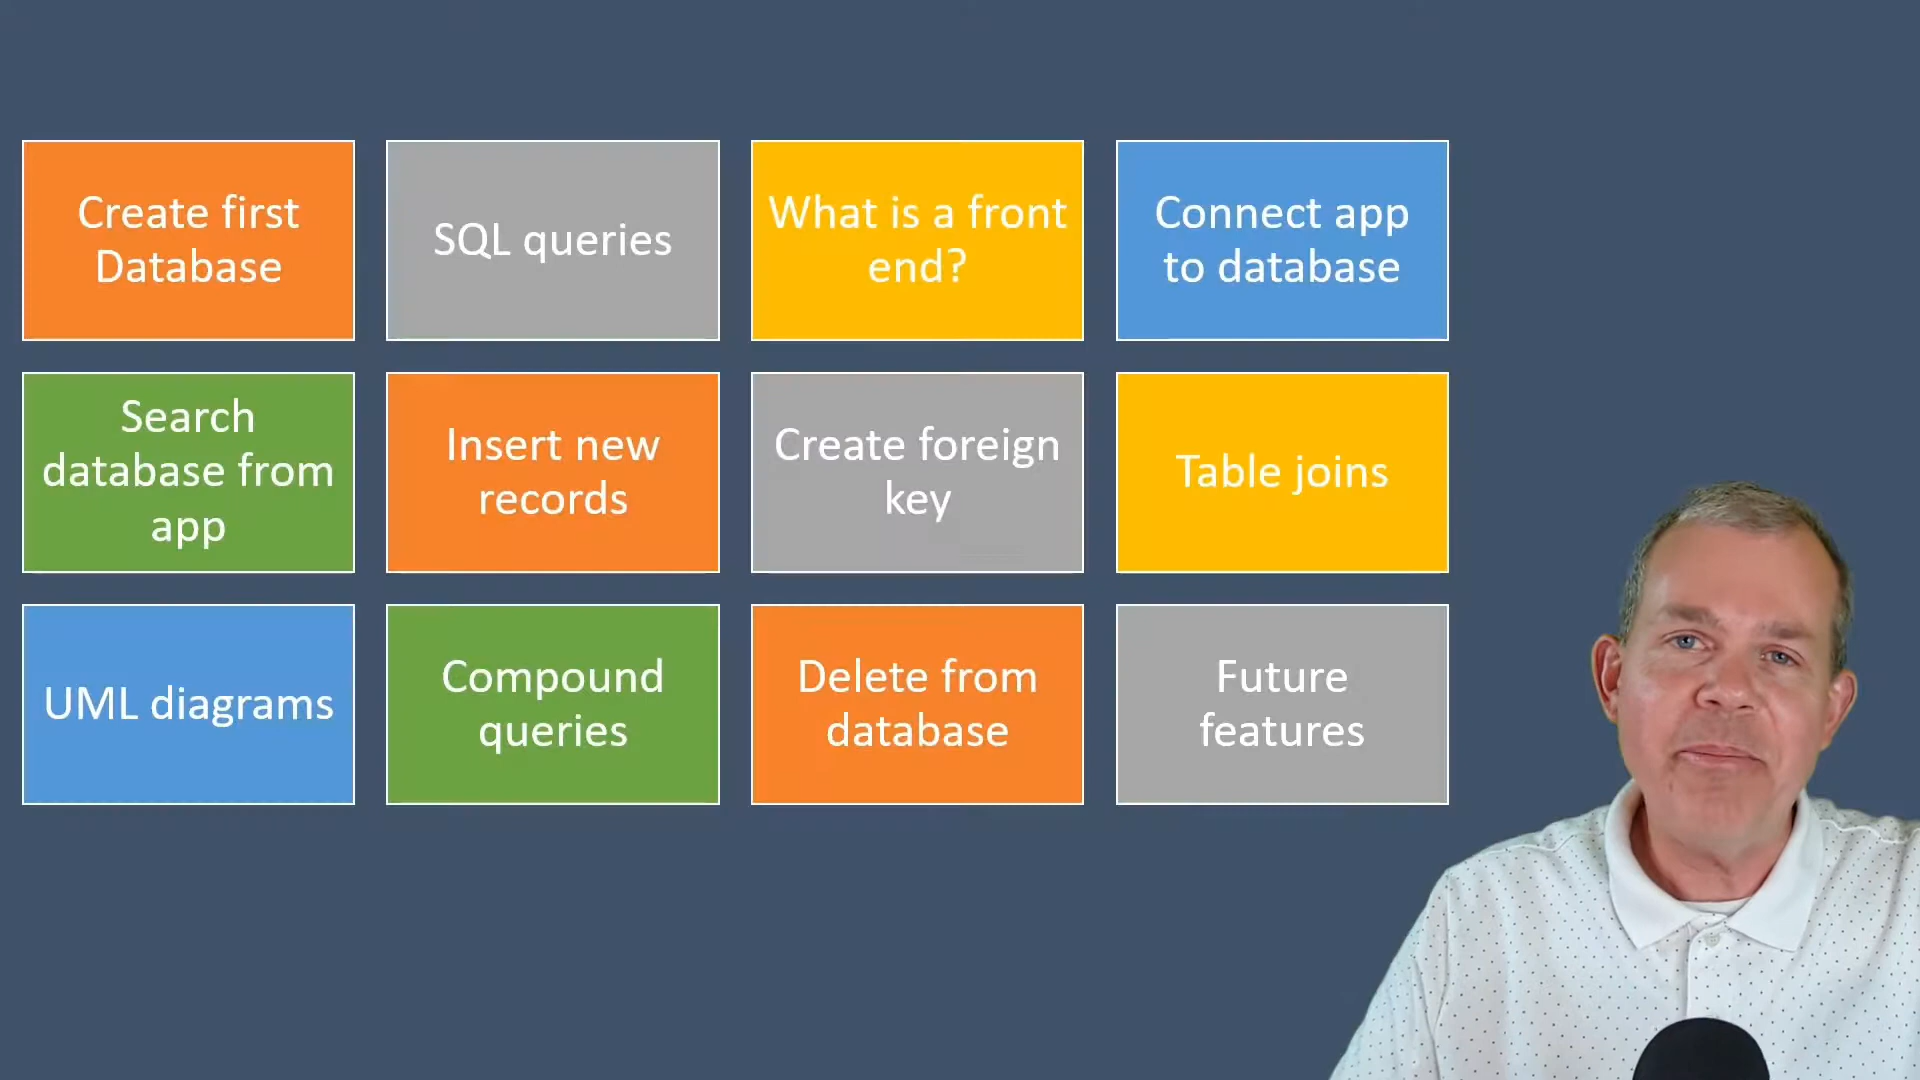 Create first
Database
SQL queries
What is a front
end?
Connect app
to database
Search
database from
app
Insert new
records
Create foreign
key
Table joins
UML diagrams
Compound
queries
Delete from
database
Future
features